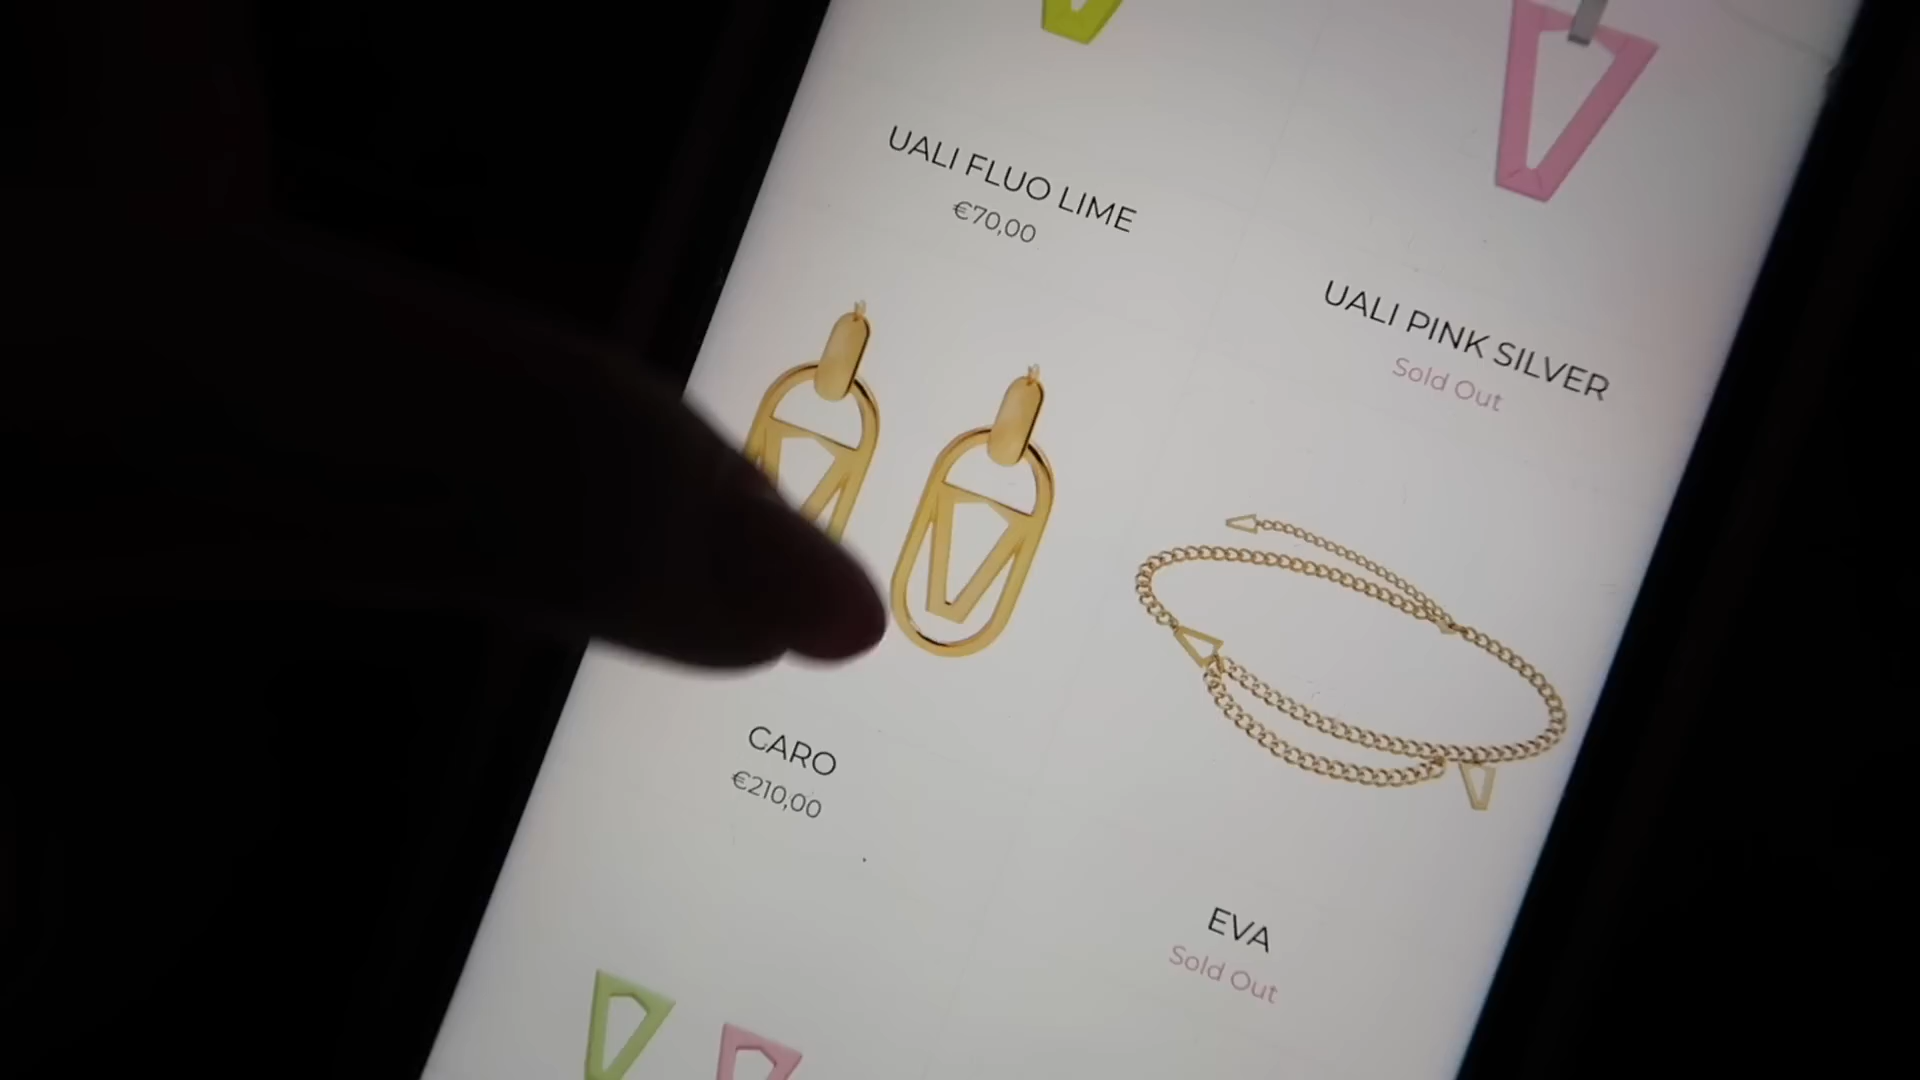 UALI FLUO LIME
€70,00
UALI PINK SILVER
Sold Out
CARO
€210,00
EVA
Sold Out